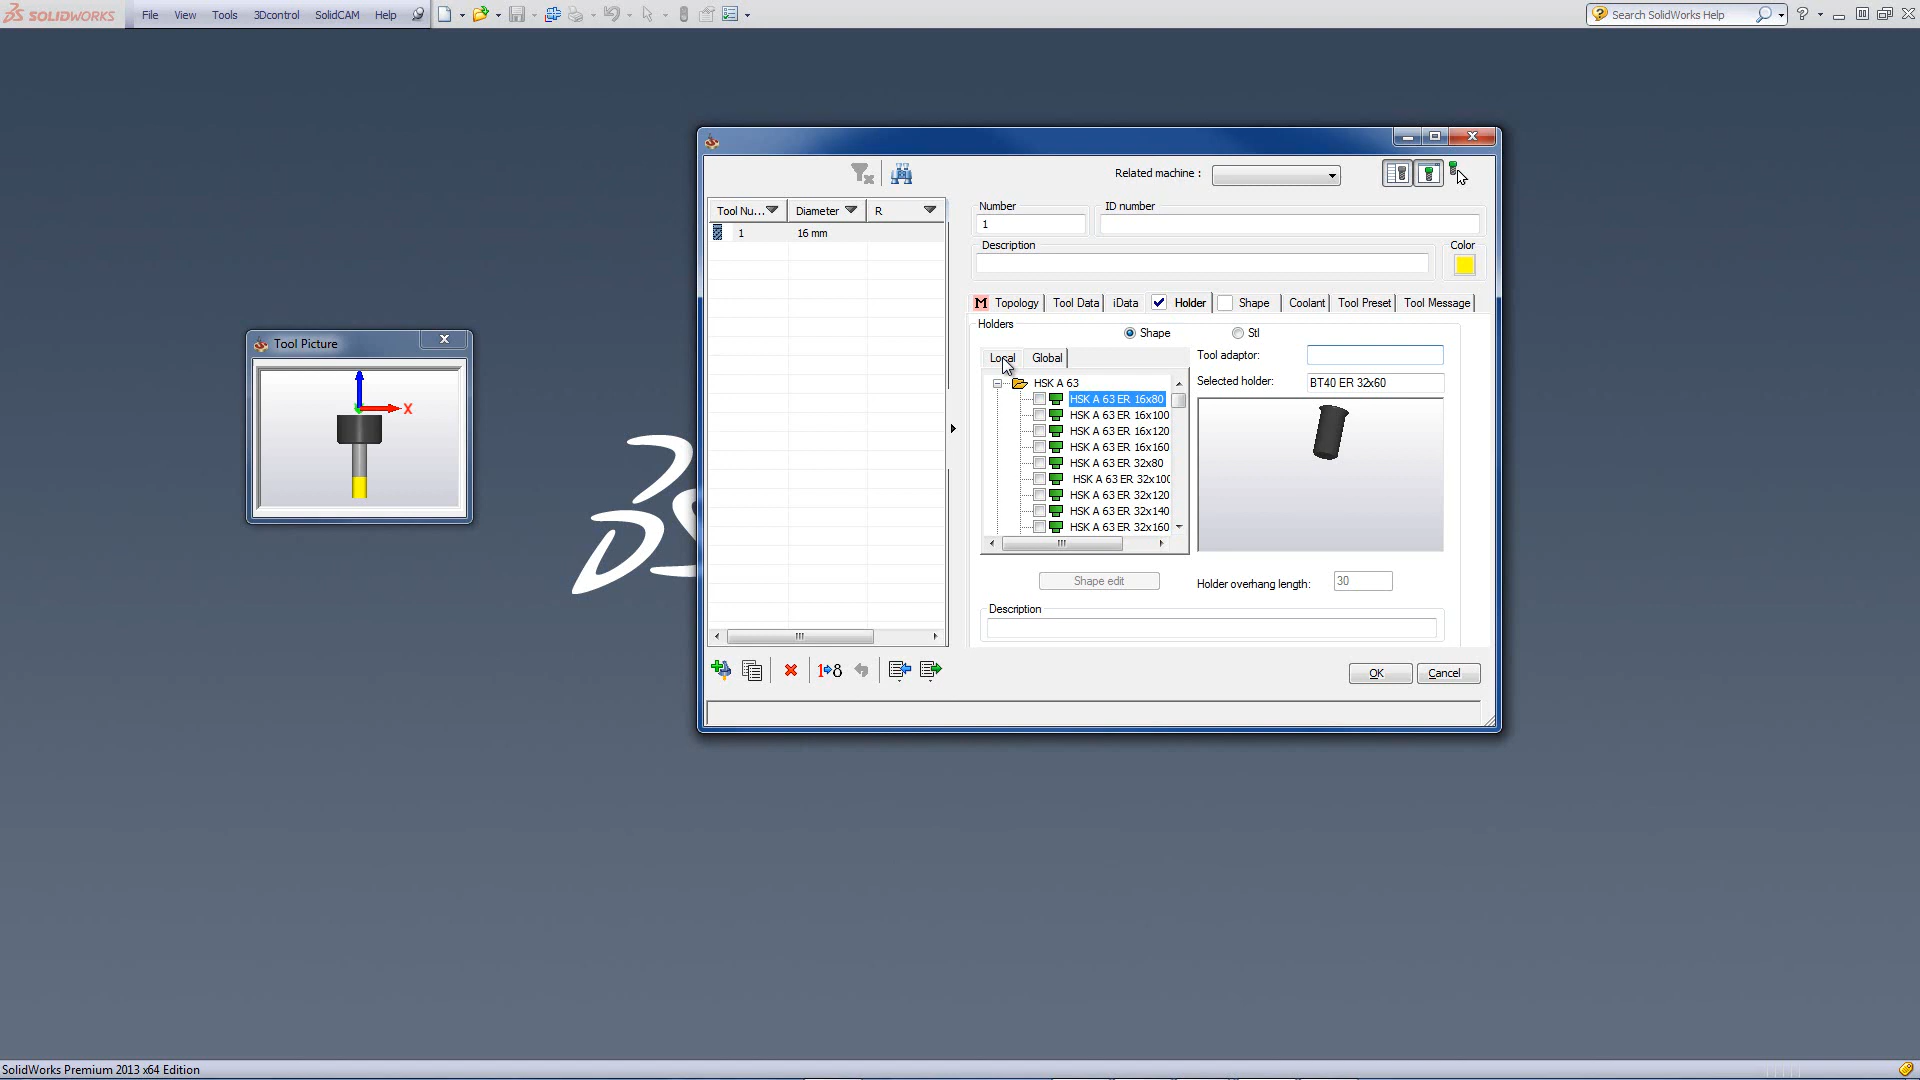 SOLIDWORKS File View Tools 3Dcontrol SolidCAM Help Search SolidWorks Help
Related machine :
Tool Nu... Diameter R
1 16 mm
Number ID number
1
Description Color
M Topology Tool Data iData Holder Shape Coolant Tool Preset Tool Message
Holders
Shape Stl
Local Global
Tool adaptor:
Selected holder: BT40 ER 32x60
HSK A 63
HSK A 63 ER 16x80
HSK A 63 ER 16x100
HSK A 63 ER 16x120
HSK A 63 ER 16x160
HSK A 63 ER 32x80
HSK A 63 ER 32x100
HSK A 63 ER 32x120
HSK A 63 ER 32x140
HSK A 63 ER 32x160
Shape edit Holder overhang length: 30
Description
1 8
OK Cancel
Tool Picture
X
SolidWorks Premium 2013 x64 Edition